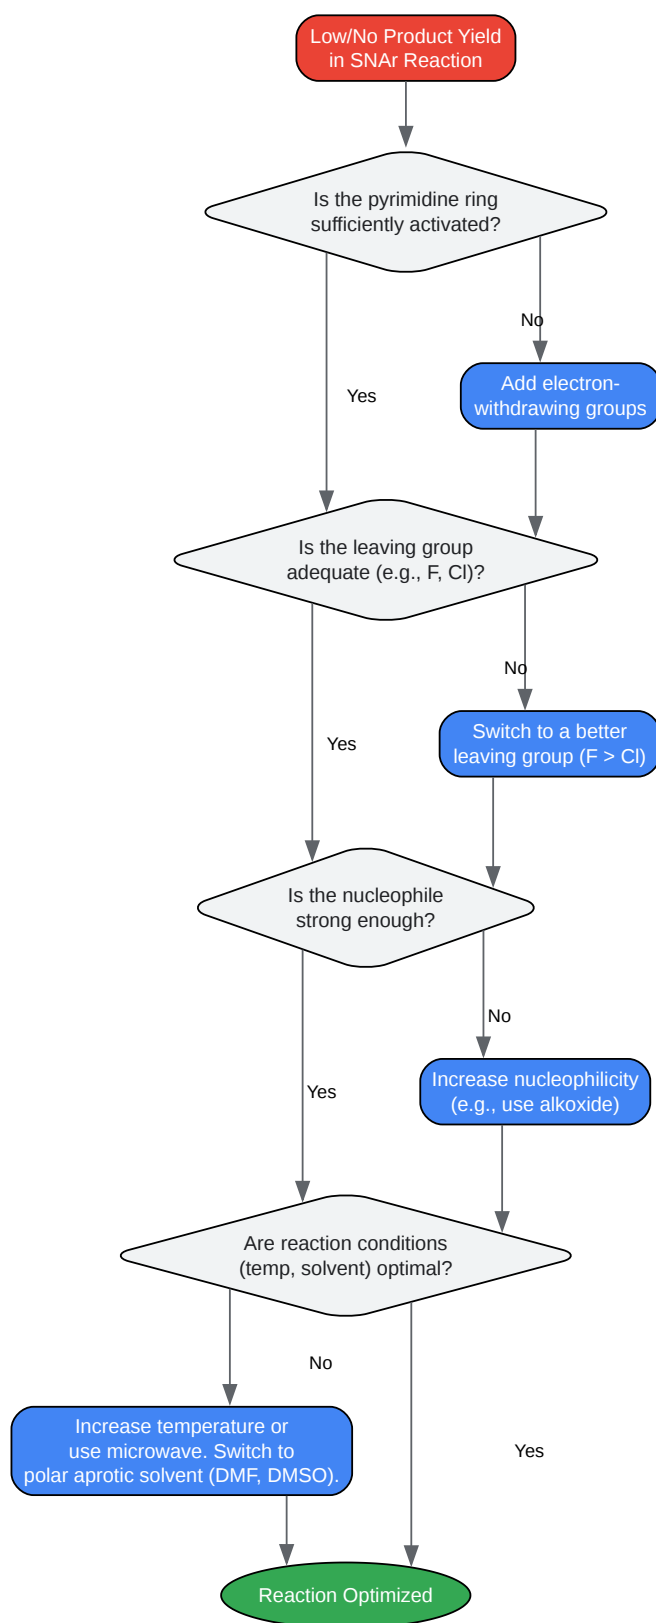 Low/No Product Yield
in SNAr Reaction
Is the pyrimidine ring
sufficiently activated?
No
Yes
Add electron-
withdrawing groups
Is the leaving group
adequate (e.g., F, Cl)?
No
Yes
Switch to a better
leaving group (F > Cl)
Is the nucleophile
strong enough?
No
Yes
Increase nucleophilicity
(e.g., use alkoxide)
Are reaction conditions
(temp, solvent) optimal?
No
Yes
Increase temperature or
use microwave. Switch to
polar aprotic solvent (DMF, DMSO).
Reaction Optimized